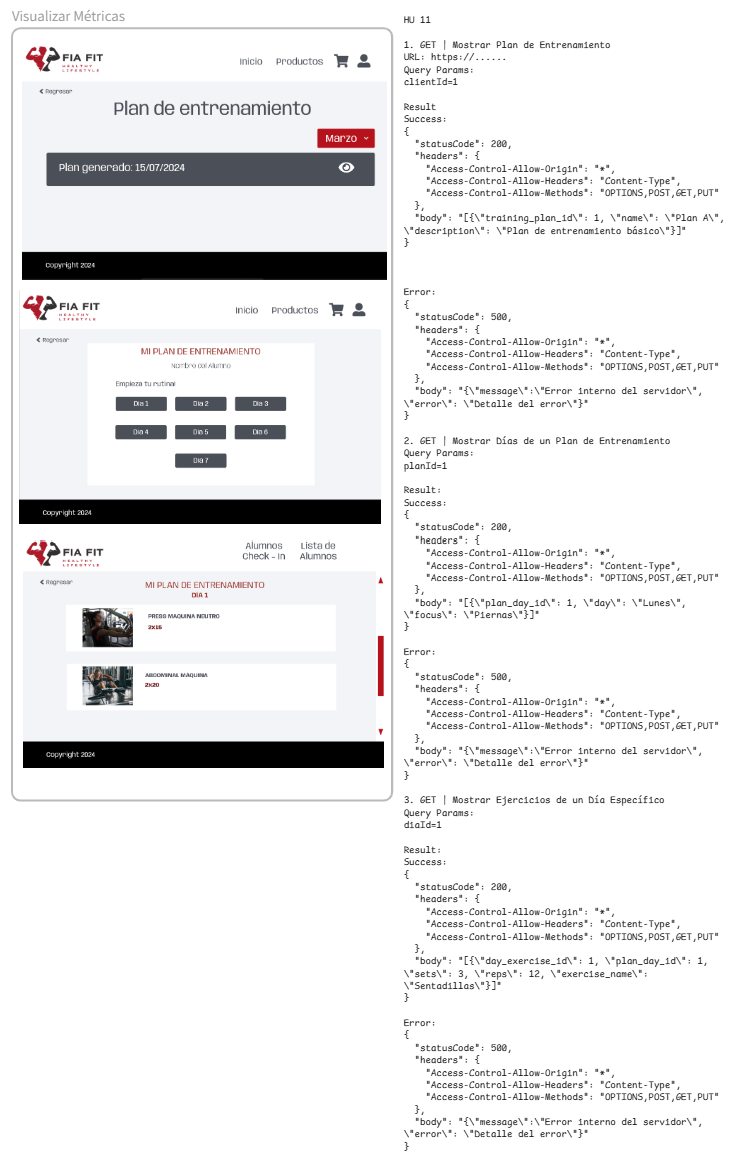 Visualizar Métricas
FIA FIT
HEALTHY
LIFESTYLE
Inicio
Productos
Regresar
Plan de entrenamiento
Marzo
Plan generado: 15/07/2024
Copyright 2024
FIA FIT
HEALTHY
LIFESTYLE
Inicio
Productos
Regresar
MI PLAN DE ENTRENAMIENTO
Nombre del Alumno
Empieza tu rutina!
Día 1
Día 2
Día 3
Día 4
Día 5
Día 6
Día 7
Copyright 2024
FIA FIT
HEALTHY
LIFESTYLE
Alumnos
Check - In
Lista de
Alumnos
Regresar
MI PLAN DE ENTRENAMIENTO
DÍA 1
PRESS MAQUINA NEUTRO
2x15
ABDOMINAL MAQUINA
2x20
Copyright 2024
HU 11
1. GET | Mostrar Plan de Entrenamiento
URL: https://......
Query Params:
clientId=1
Result
Success:
{
"statusCode": 200,
"headers": {
"Access-Control-Allow-Origin": "*",
"Access-Control-Allow-Headers": "Content-Type",
"Access-Control-Allow-Methods": "OPTIONS,POST,GET,PUT"
},
"body": "[{\"training_plan_id\": 1, \"name\": \"Plan A\",
\"description\": \"Plan de entrenamiento básico\"}]"
}
Error:
{
"statusCode": 500,
"headers": {
"Access-Control-Allow-Origin": "*",
"Access-Control-Allow-Headers": "Content-Type",
"Access-Control-Allow-Methods": "OPTIONS,POST,GET,PUT"
},
"body": "{\"message\":\"Error interno del servidor\",
\"error\": \"Detalle del error\"}"
}
2. GET | Mostrar Días de un Plan de Entrenamiento
Query Params:
planId=1
Result:
Success:
{
"statusCode": 200,
"headers": {
"Access-Control-Allow-Origin": "*",
"Access-Control-Allow-Headers": "Content-Type",
"Access-Control-Allow-Methods": "OPTIONS,POST,GET,PUT"
},
"body": "[{\"plan_day_id\": 1, \"day\": \"Lunes\",
\"focus\": \"Piernas\"}]"
}
Error:
{
"statusCode": 500,
"headers": {
"Access-Control-Allow-Origin": "*",
"Access-Control-Allow-Headers": "Content-Type",
"Access-Control-Allow-Methods": "OPTIONS,POST,GET,PUT"
},
"body": "{\"message\":\"Error interno del servidor\",
\"error\": \"Detalle del error\"}"
}
3. GET | Mostrar Ejercicios de un Día Específico
Query Params:
diaId=1
Result:
Success:
{
"statusCode": 200,
"headers": {
"Access-Control-Allow-Origin": "*",
"Access-Control-Allow-Headers": "Content-Type",
"Access-Control-Allow-Methods": "OPTIONS,POST,GET,PUT"
},
"body": "[{\"day_exercise_id\": 1, \"plan_day_id\": 1,
\"sets\": 3, \"reps\": 12, \"exercise_name\":
\"Sentadillas\"}]"
}
Error:
{
"statusCode": 500,
"headers": {
"Access-Control-Allow-Origin": "*",
"Access-Control-Allow-Headers": "Content-Type",
"Access-Control-Allow-Methods": "OPTIONS,POST,GET,PUT"
},
"body": "{\"message\":\"Error interno del servidor\",
\"error\": \"Detalle del error\"}"
}